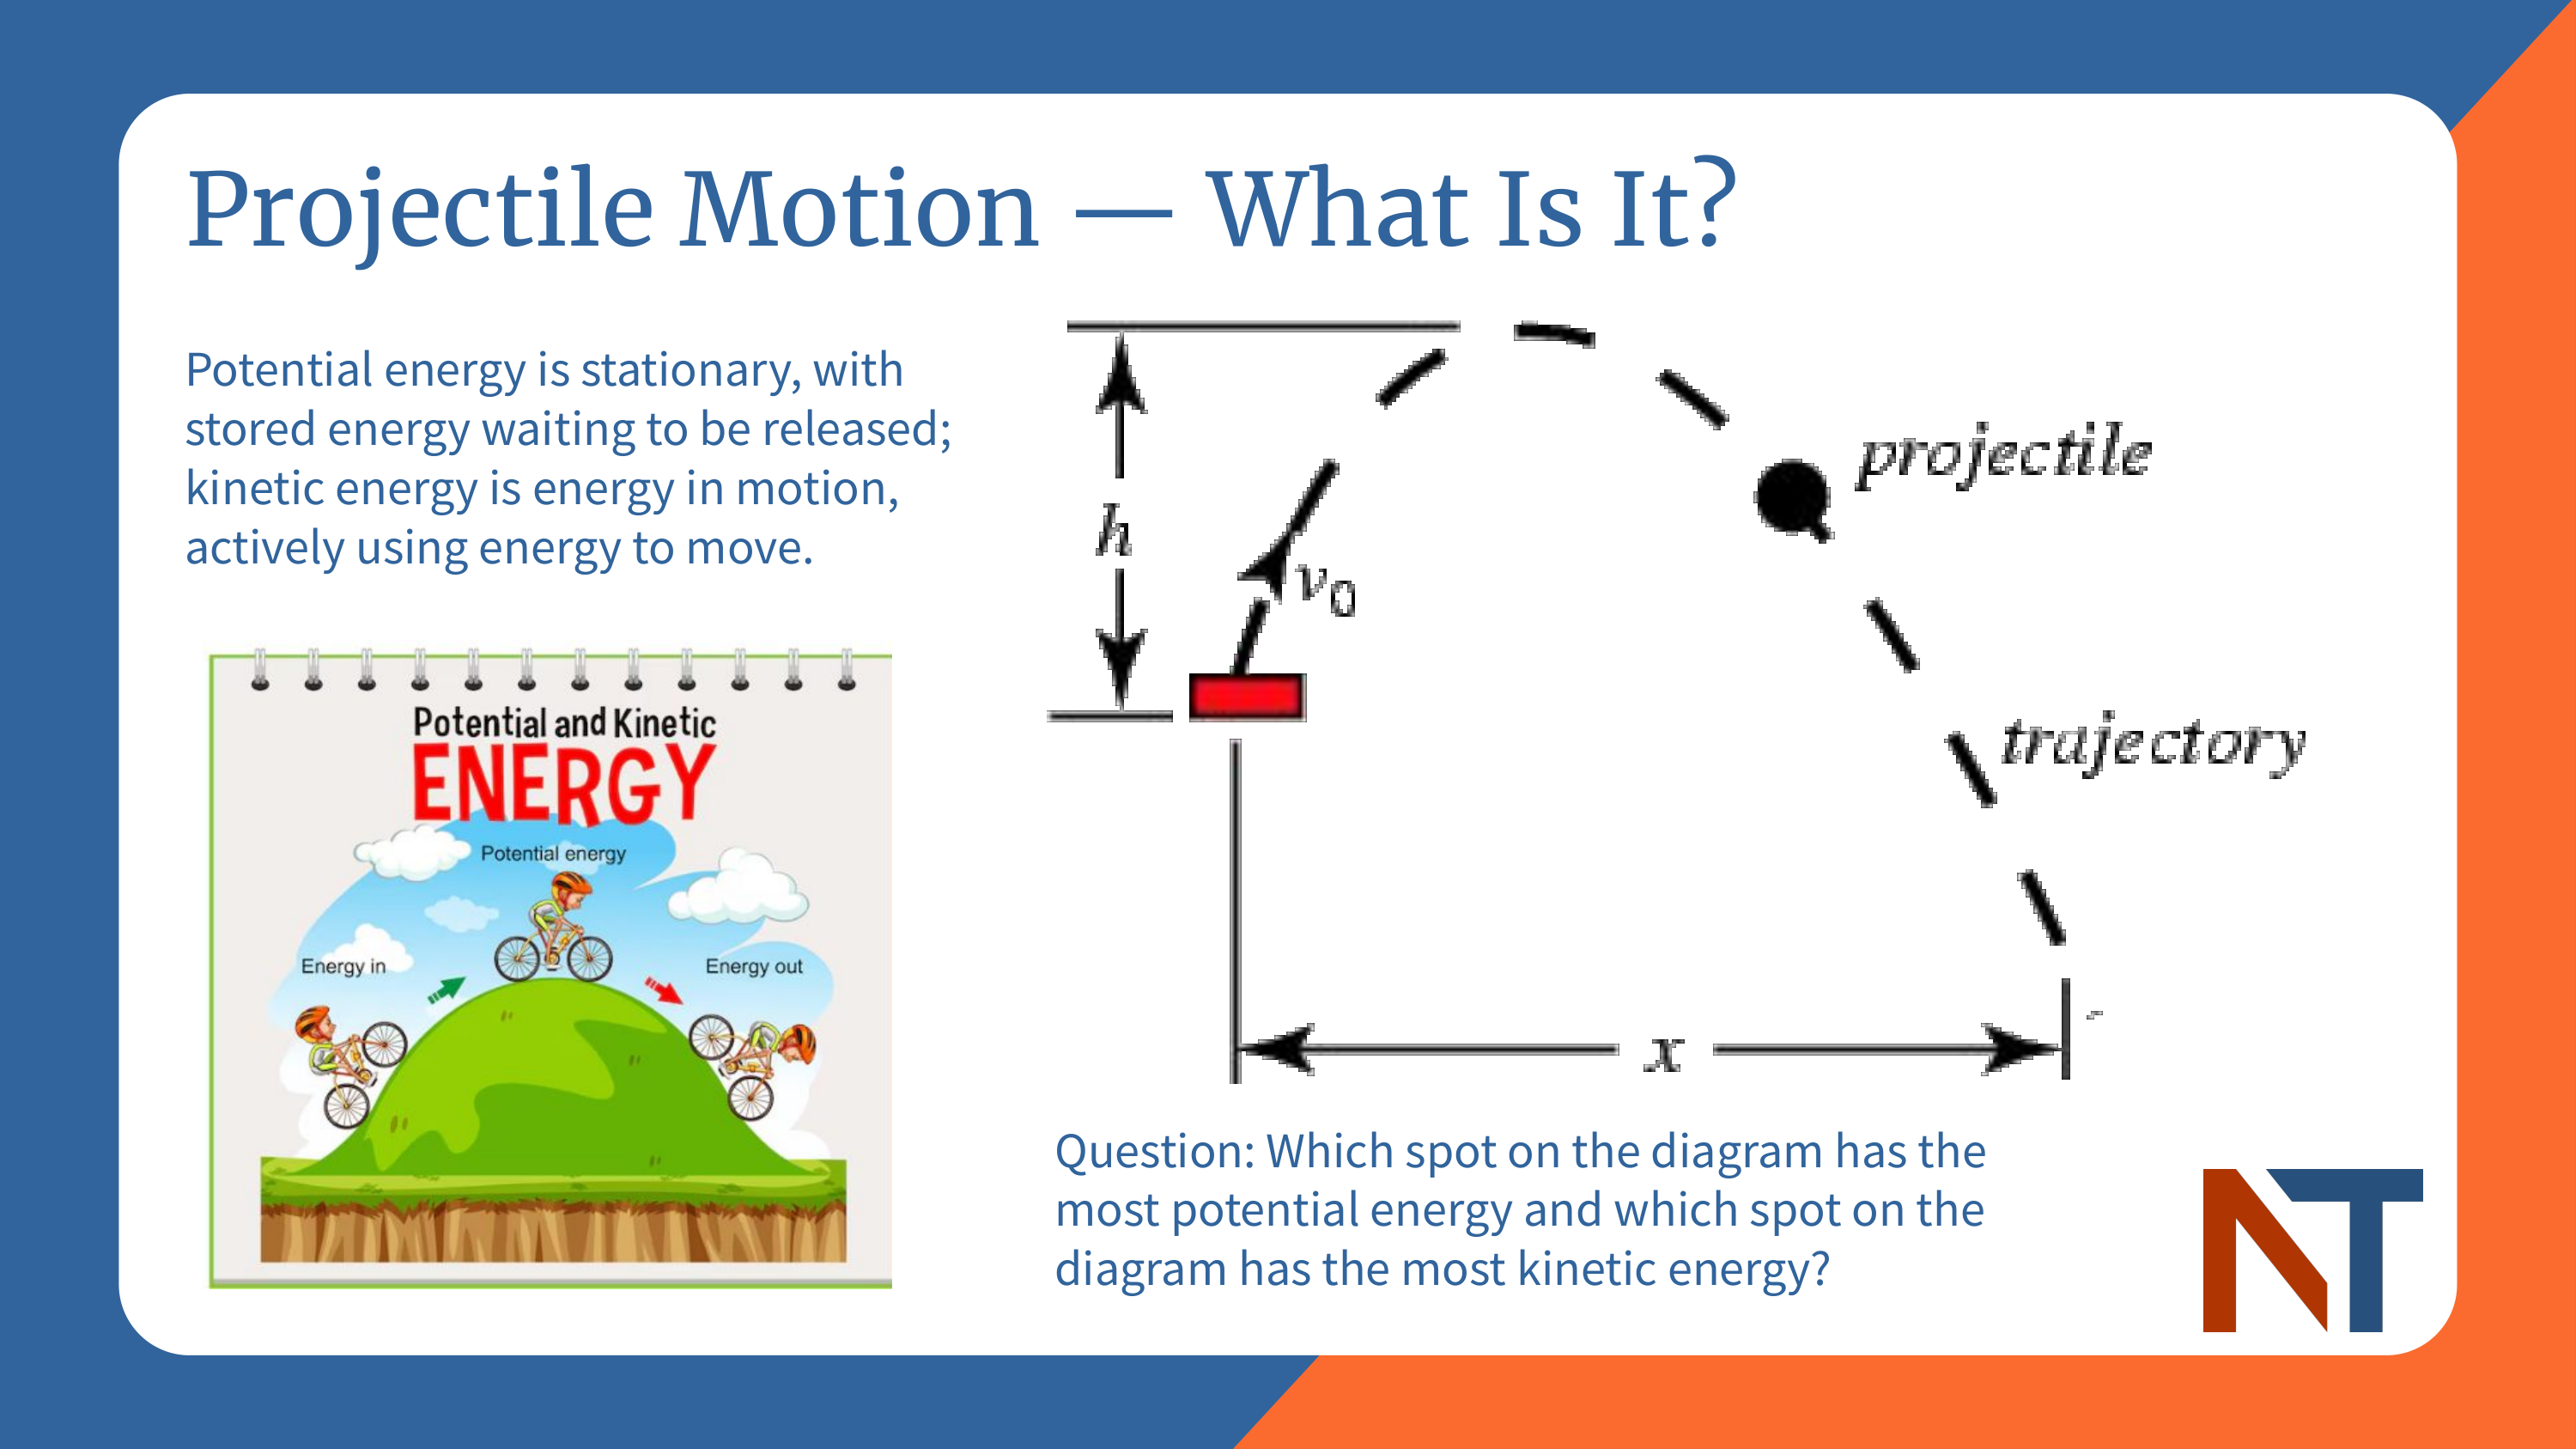 Projectile Motion — What Is It?
Potential energy is stationary, with
stored energy waiting to be released;
kinetic energy is energy in motion,
actively using energy to move.
Potential and Kinetic
ENERGY
Potential energy
Energy in
Energy out
h
v0
projectile
trajectory
x
Question: Which spot on the diagram has the
most potential energy and which spot on the
diagram has the most kinetic energy?
NT